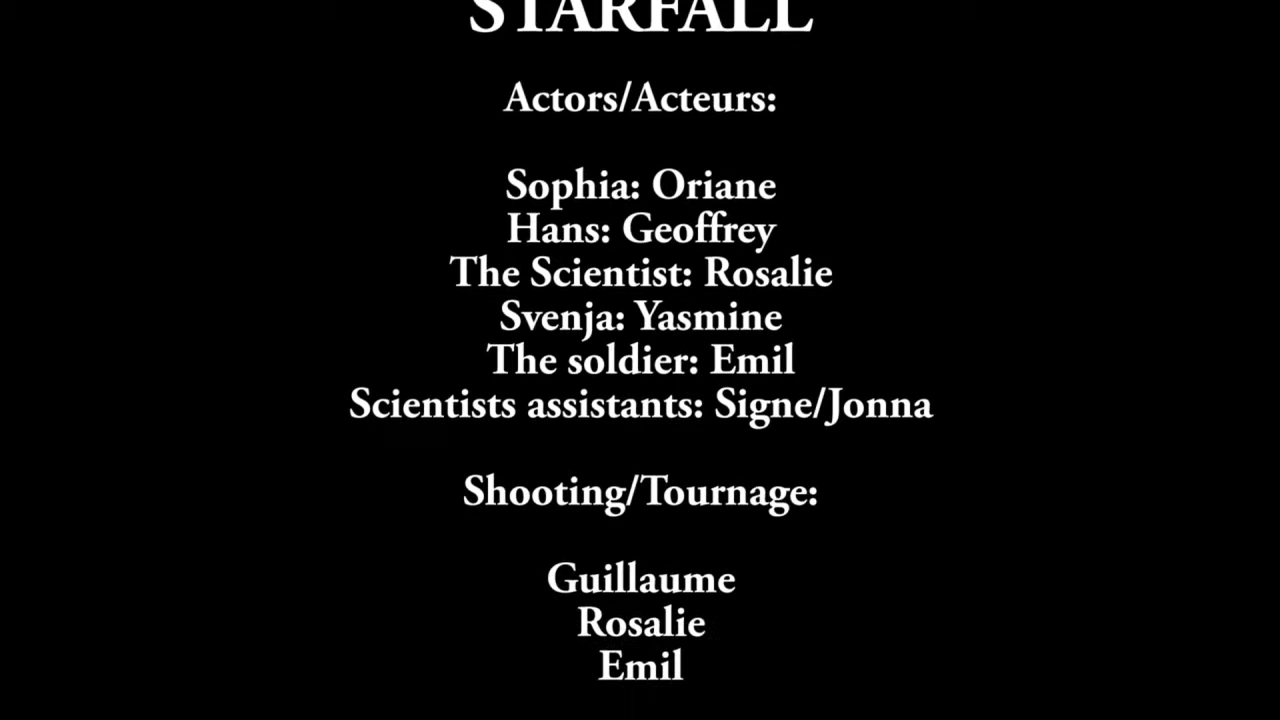 STARFALL
Actors/Acteurs:
Sophia: Oriane
Hans: Geoffrey
The Scientist: Rosalie
Svenja: Yasmine
The soldier: Emil
Scientists assistants: Signe/Jonna
Shooting/Tournage:
Guillaume
Rosalie
Emil